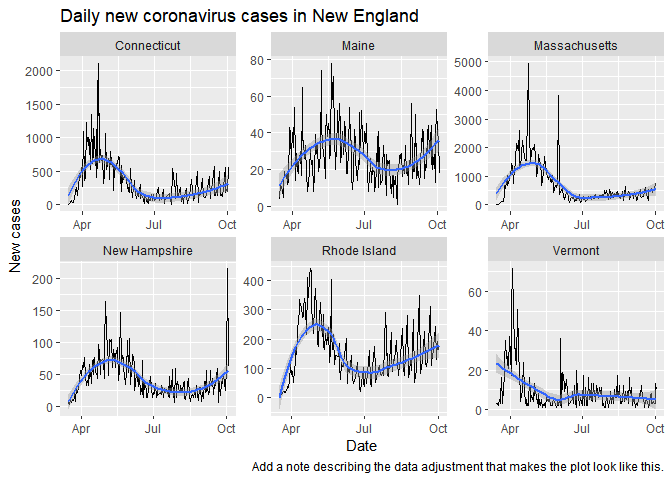 Daily new coronavirus cases in New England
Connecticut
Maine
Massachusetts
2000
1500
1000
500
0
80
60
40
20
0
5000
4000
3000
2000
1000
0
Apr
Jul
Oct
Apr
Jul
Oct
Apr
Jul
Oct
New cases
New Hampshire
Rhode Island
Vermont
200
150
100
50
0
400
300
200
100
0
60
40
20
0
Apr
Jul
Oct
Apr
Jul
Oct
Apr
Jul
Oct
Date
Add a note describing the data adjustment that makes the plot look like this.